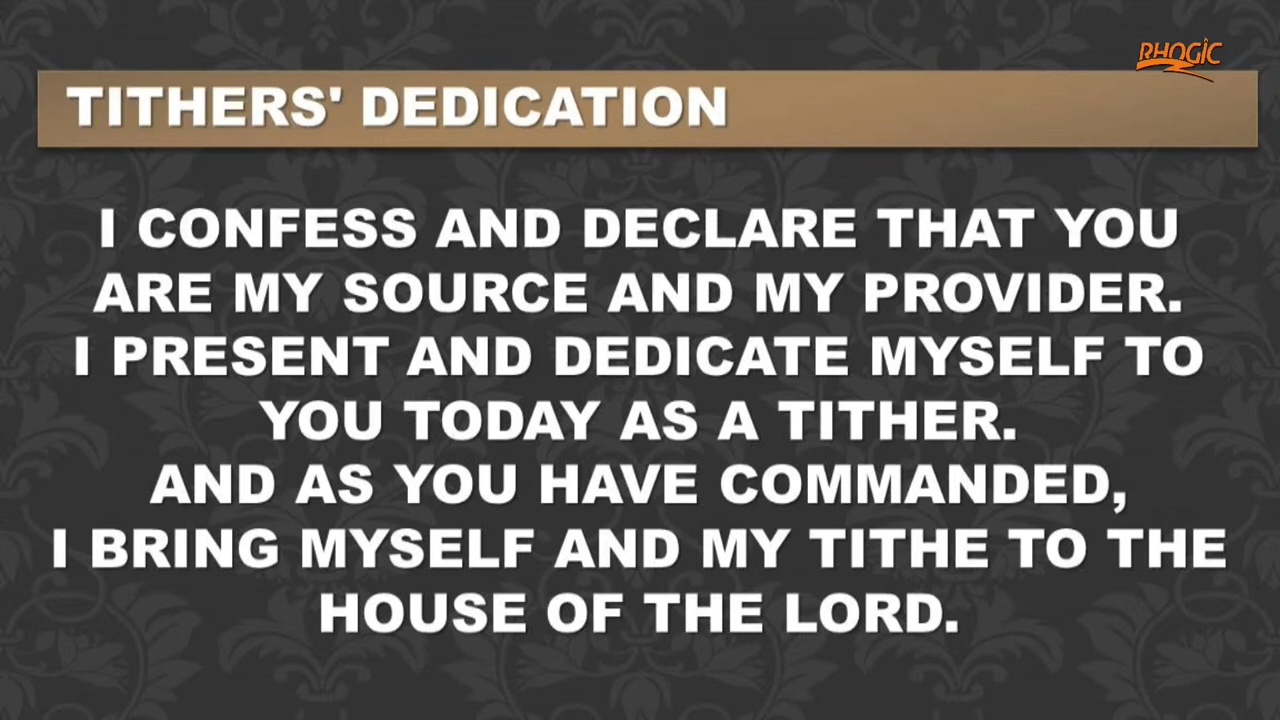 RHOGIC
TITHERS' DEDICATION
I CONFESS AND DECLARE THAT YOU
ARE MY SOURCE AND MY PROVIDER.
I PRESENT AND DEDICATE MYSELF TO
YOU TODAY AS A TITHER.
AND AS YOU HAVE COMMANDED,
I BRING MYSELF AND MY TITHE TO THE
HOUSE OF THE LORD.